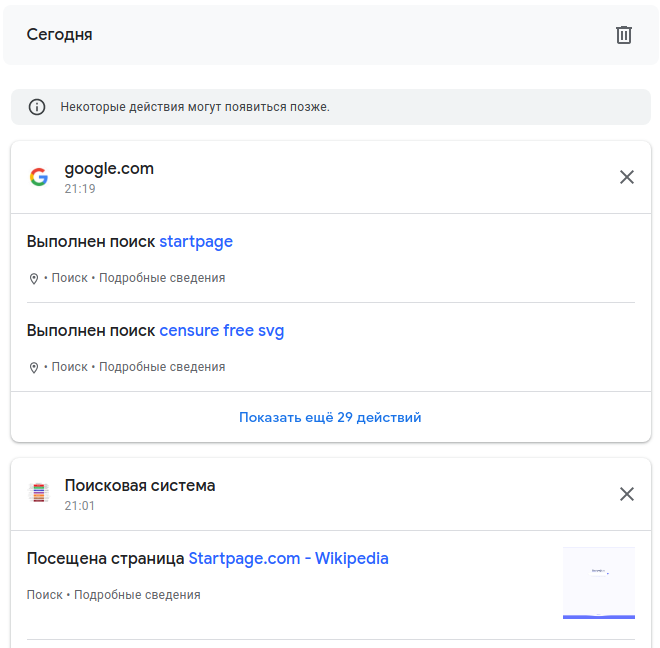 Сегодня
Некоторые действия могут появиться позже.
google.com
21:19
Выполнен поиск startpage
• Поиск • Подробные сведения
Выполнен поиск censure free svg
• Поиск • Подробные сведения
Показать ещё 29 действий
Поисковая система
21:01
Посещена страница Startpage.com - Wikipedia
Поиск • Подробные сведения